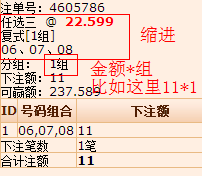 注单号: 4605786
任选三 @ 22.599
复式[1组]
06、07、08
缩进
分组: 1组
下注额: 11
可赢额: 237.589
金额*组
比如这里11*1
ID 号码组合 下注额
1 06,07,08 11
下注笔数 1笔
合计注额 11